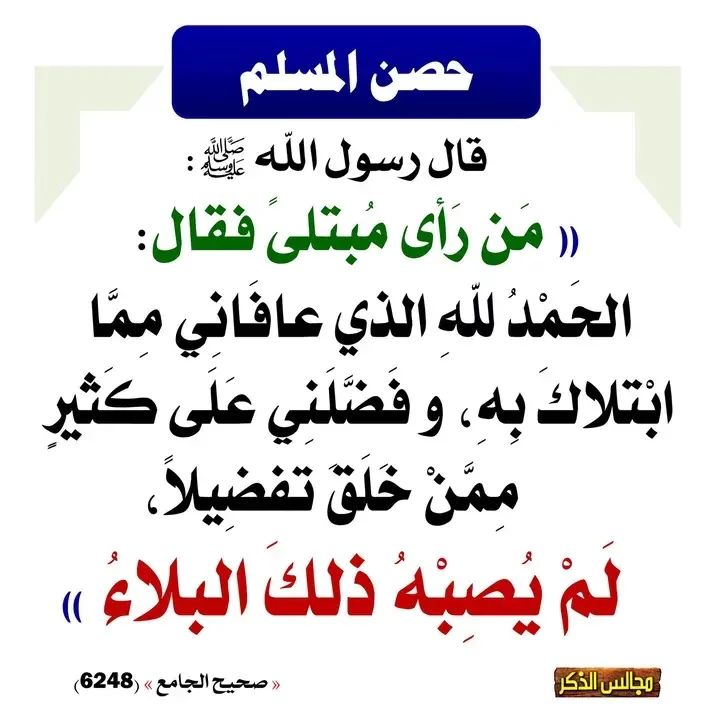 حصن المسلم
قال رسول الله ﷺ :
(( مَن رَأى مُبتلىً فقال:
الحَمْدُ للّهِ الذي عافَانِي مِمَّا
ابْتلاكَ بِهِ، و فَضَّلَنِي عَلَى كَثيرٍ
مِمَّنْ خَلَقَ تفضِيلاً،
لَمْ يُصِبْهُ ذلكَ البلاءُ ))
« صحيح الجامع » (6248)
مجالس الذكر